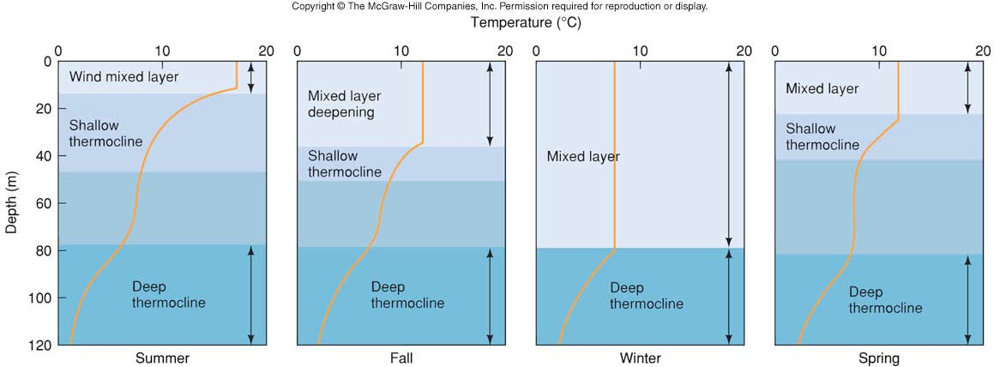 Copyright © The McGraw-Hill Companies, Inc. Permission required for reproduction or display.
Temperature (°C)
0 10 20 0 10 20 0 10 20 0 10 20
Depth (m)
0
20
40
60
80
100
120
Wind mixed layer
Shallow
thermocline
Deep
thermocline
Summer
Mixed layer
deepening
Shallow
thermocline
Deep
thermocline
Fall
Mixed layer
Deep
thermocline
Winter
Mixed layer
Shallow
thermocline
Deep
thermocline
Spring